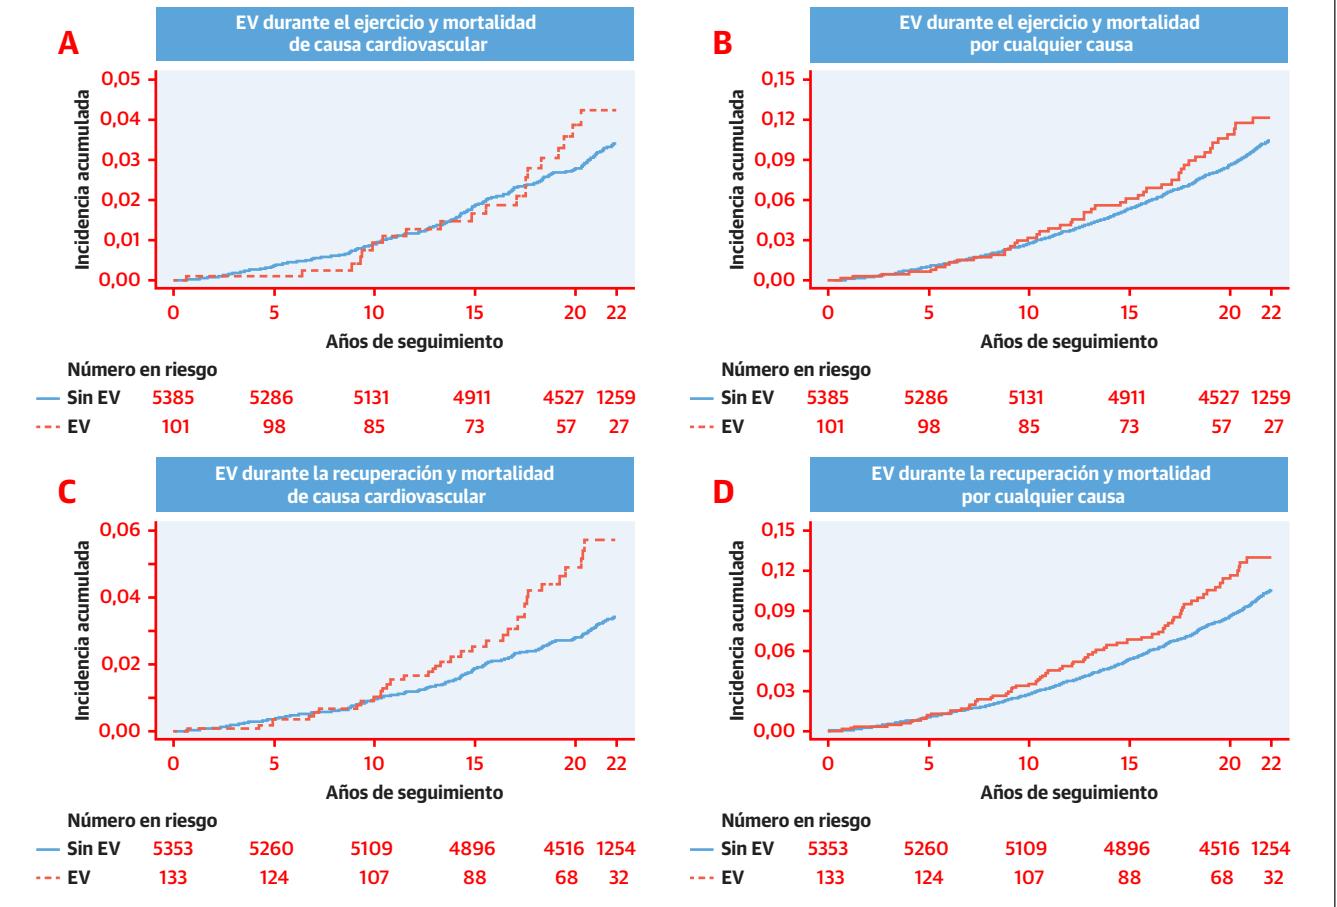 A
EV durante el ejercicio y mortalidad
de causa cardiovascular
Incidencia acumulada
0,05
0,04
0,03
0,02
0,01
0,00
0 5 10 15 20 22
Años de seguimiento
Número en riesgo
Sin EV 5385 5286 5131 4911 4527 1259
EV 101 98 85 73 57 27
B
EV durante el ejercicio y mortalidad
por cualquier causa
Incidencia acumulada
0,15
0,12
0,09
0,06
0,03
0,00
0 5 10 15 20 22
Años de seguimiento
Número en riesgo
Sin EV 5385 5286 5131 4911 4527 1259
EV 101 98 85 73 57 27
C
EV durante la recuperación y mortalidad
de causa cardiovascular
Incidencia acumulada
0,06
0,04
0,02
0,00
0 5 10 15 20 22
Años de seguimiento
Número en riesgo
Sin EV 5353 5260 5109 4896 4516 1254
EV 133 124 107 88 68 32
D
EV durante la recuperación y mortalidad
por cualquier causa
Incidencia acumulada
0,15
0,12
0,09
0,06
0,03
0,00
0 5 10 15 20 22
Años de seguimiento
Número en riesgo
Sin EV 5353 5260 5109 4896 4516 1254
EV 133 124 107 88 68 32